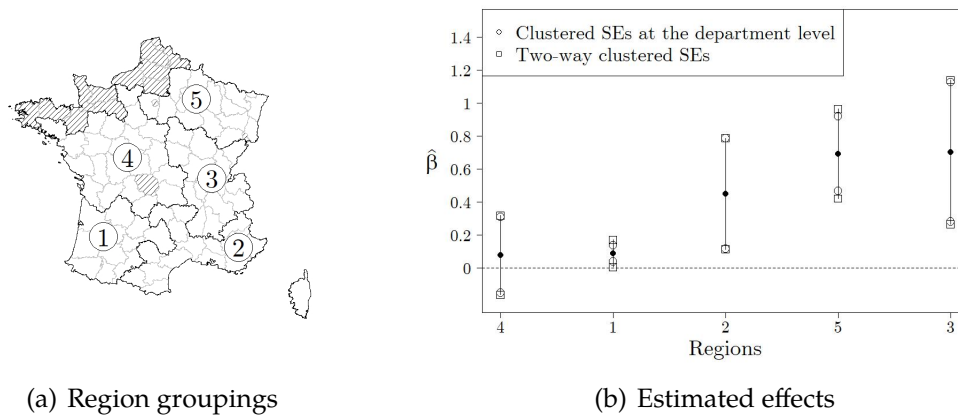 5
4
3
1
2
(a) Region groupings
Clustered SEs at the department level
Two-way clustered SEs
1.4
1.2
1
0.8
0.6
0.4
0.2
0
β̂
4 1 2 5 3
Regions
(b) Estimated effects